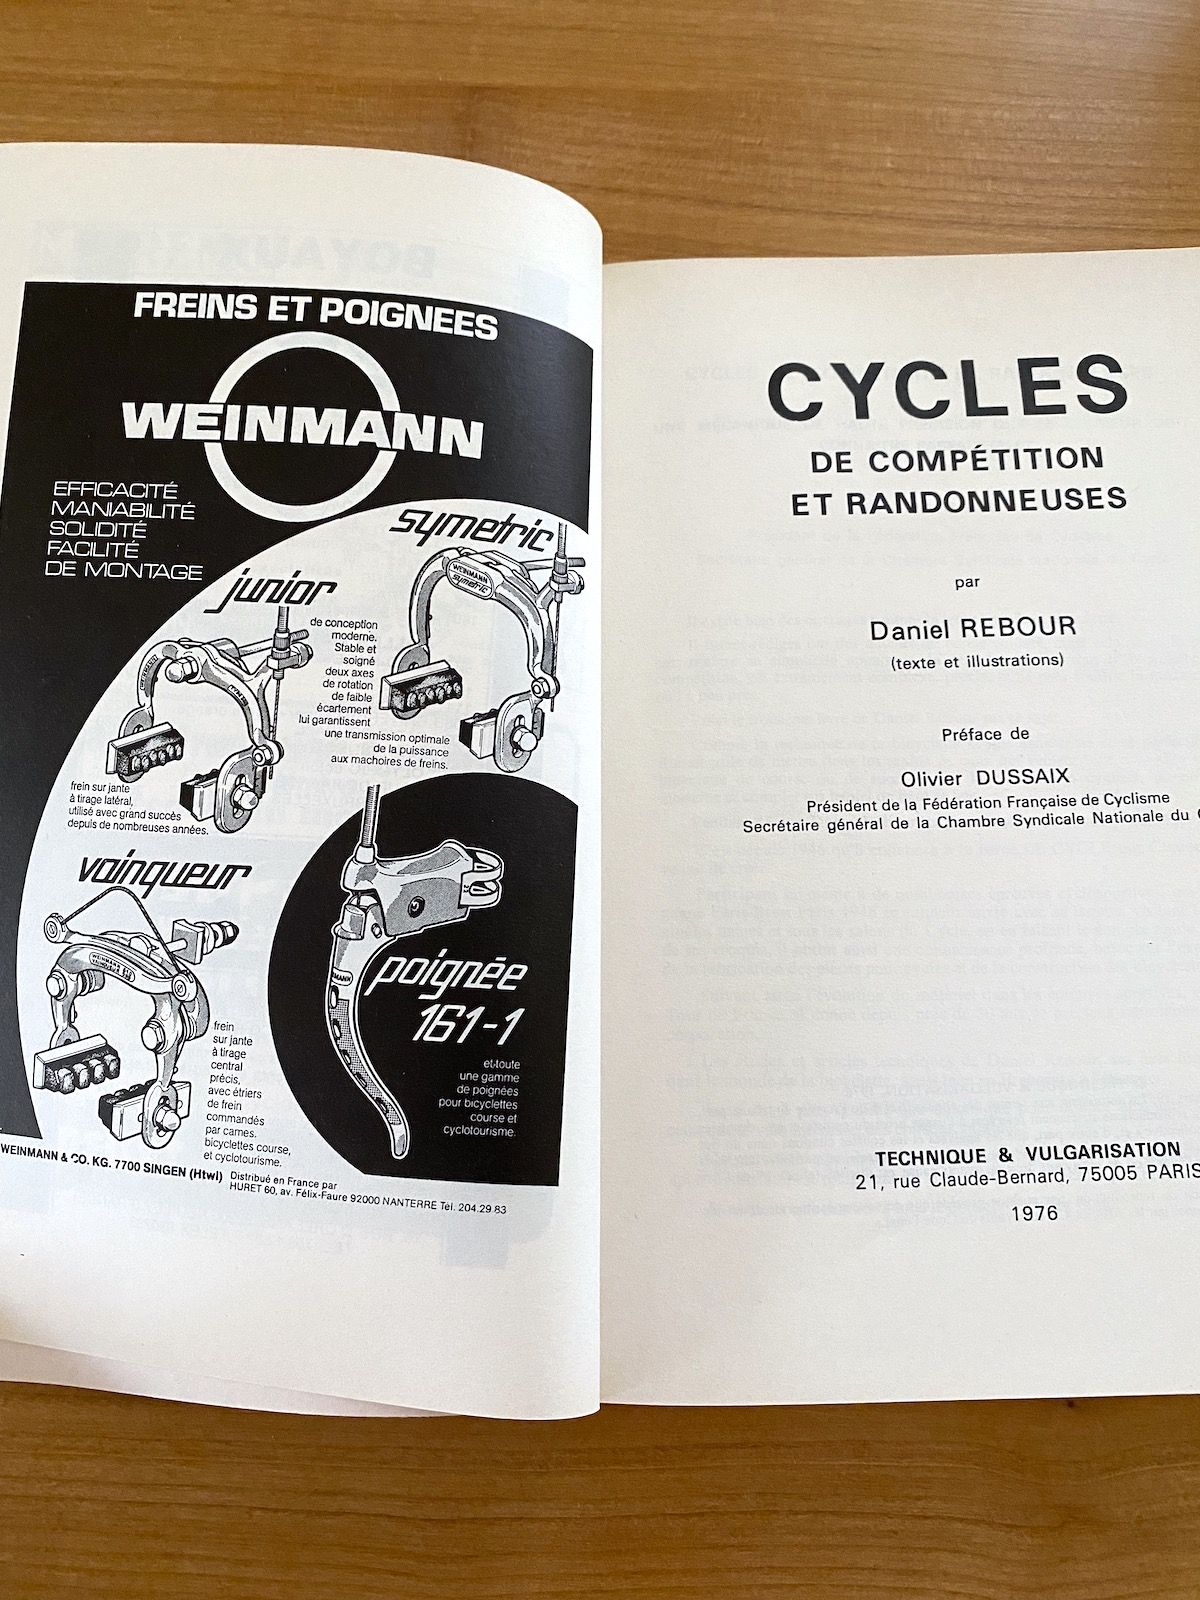 FREINS ET POIGNEES
WEINMANN
EFFICACITÉ
MANIABILITÉ
SOLIDITÉ
FACILITÉ
DE MONTAGE
symetric
WEINMANN
symetric
junior
de conception
moderne.
Stable et
soigné
deux axes
de rotation
de faible
écartement
lui garantissent
une transmission optimale
de la puissance
aux machoires de freins.
frein sur jante
à tirage latéral,
utilisé avec grand succès
depuis de nombreuses années.
vainqueur
WEINMANN
frein
sur jante
à tirage
central
précis,
avec étriers
de frein
commandés
par cames.
bicyclettes course,
et cyclotourisme.
poignée
161-1
et toute
une gamme
de poignées
pour bicyclettes
course et
cyclotourisme.
WEINMANN & CO. KG. 7700 SINGEN (Htwl)
Distribué en France par
HURET 60, av. Félix-Faure 92000 NANTERRE Tél. 204.29.83
CYCLES
DE COMPÉTITION
ET RANDONNEUSES
par
Daniel REBOUR
(texte et illustrations)
Préface de
Olivier DUSSAIX
Président de la Fédération Française de Cyclisme
Secrétaire général de la Chambre Syndicale Nationale du
TECHNIQUE & VULGARISATION
21, rue Claude-Bernard, 75005 PARIS
1976